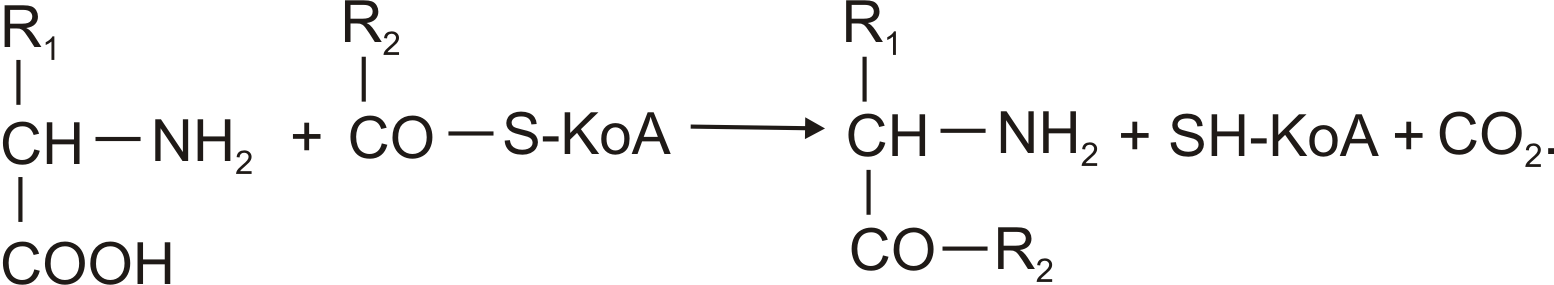 R1 R2 R1
CH — NH2 + CO — S-KoA → CH — NH2 + SH-KoA + CO2.
COOH CO — R2